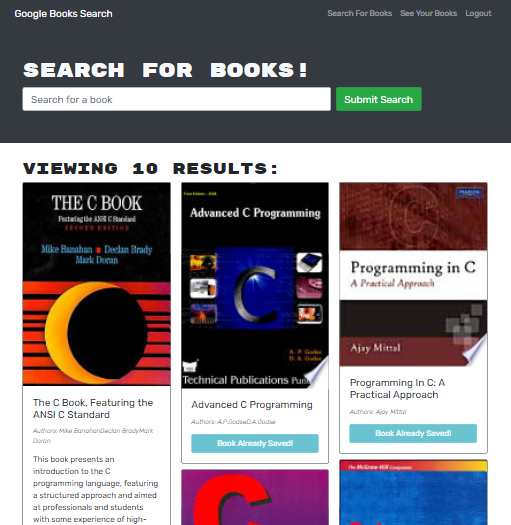 Google Books Search
Search For Books See Your Books Logout
SEARCH FOR BOOKS!
Search for a book
Submit Search
VIEWING 10 RESULTS:
THE C BOOK
Featuring the ANSI C Standard
SECOND EDITION
Mike Banahan Declan Brady
Mark Doran
The C Book, Featuring the
ANSI C Standard
Authors: Mike BanahanDeclan BradyMark
Doran
This book presents an
introduction to the C
programming language, featuring
a structured approach and aimed
at professionals and students
with some experience of high-
Advanced C Programming
C
A. P. Godse
D. A. Godse
Technical Publications
Advanced C Programming
Authors: A.P.GodseD.A.Godse
Book Already Saved!
C
PEARSON
C
Programming in C
A Practical Approach
Ajay Mittal
Programming In C: A
Practical Approach
Authors: Ajay Mittal
Book Already Saved!
The McGraw-Hill Companies